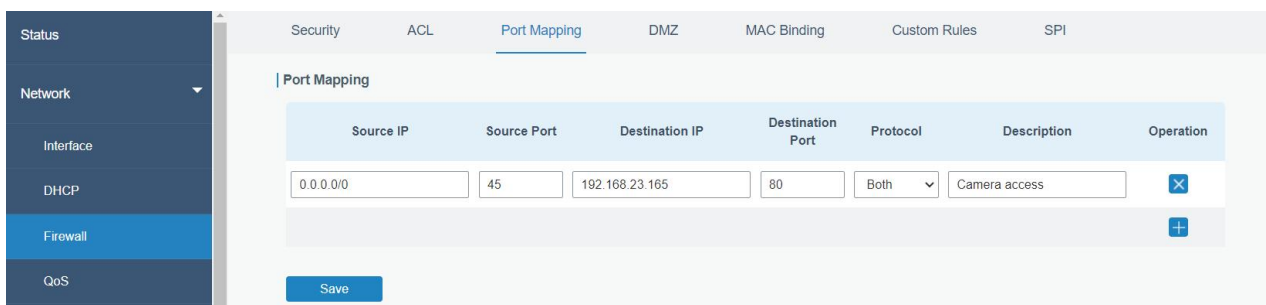 Status
Network
Interface
DHCP
Firewall
QoS
Security ACL Port Mapping DMZ MAC Binding Custom Rules SPI
Port Mapping
Source IP Source Port Destination IP Destination Port Protocol Description Operation
0.0.0.0/0 45 192.168.23.165 80 Both Camera access
Save